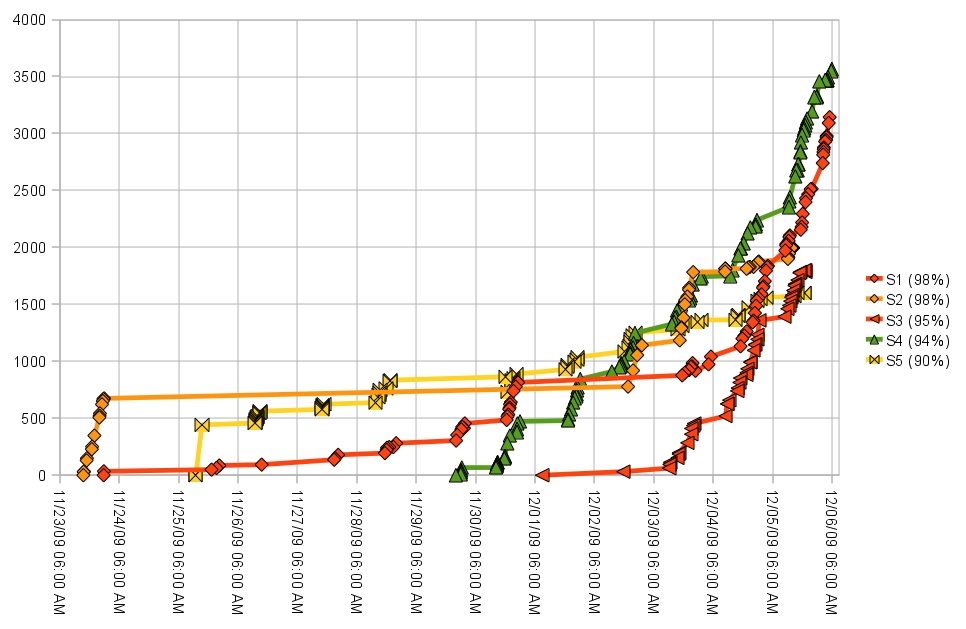 4000
3500
3000
2500
2000
1500
1000
500
0
11/23/09 06:00 AM
11/24/09 06:00 AM
11/25/09 06:00 AM
11/26/09 06:00 AM
11/27/09 06:00 AM
11/28/09 06:00 AM
11/29/09 06:00 AM
11/30/09 06:00 AM
12/01/09 06:00 AM
12/02/09 06:00 AM
12/03/09 06:00 AM
12/04/09 06:00 AM
12/05/09 06:00 AM
12/06/09 06:00 AM
S1 (98%)
S2 (98%)
S3 (95%)
S4 (94%)
S5 (90%)